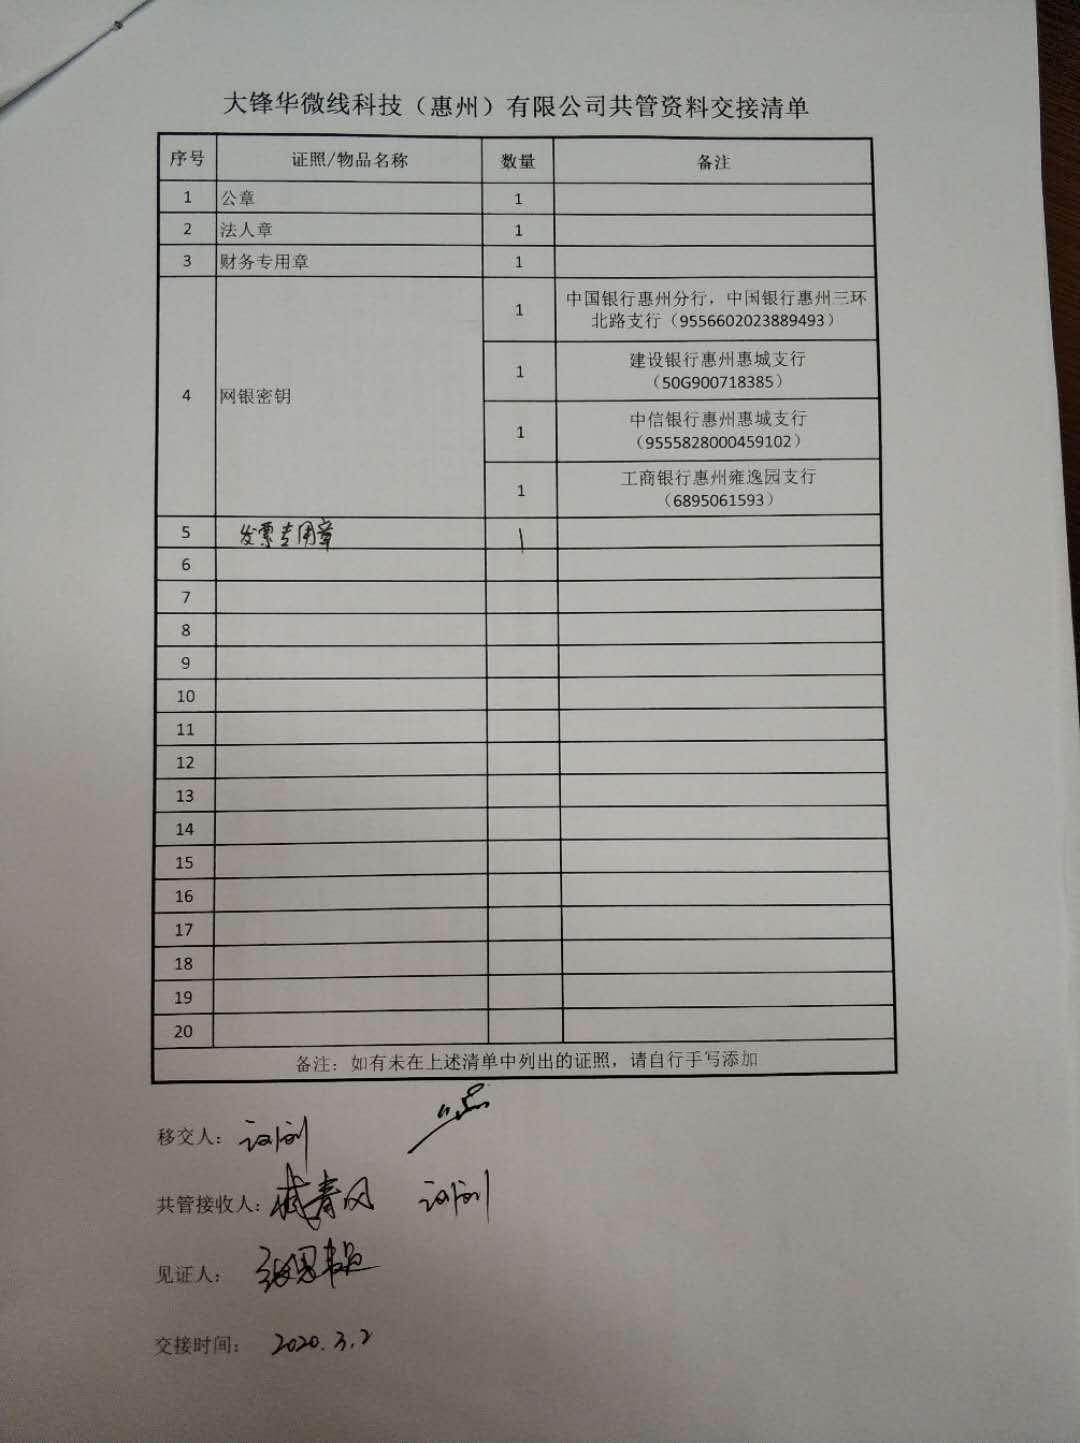 大锋华微线科技（惠州）有限公司共管资料交接清单
序号 证照/物品名称 数量 备注
1 公章 1
2 法人章 1
3 财务专用章 1
4 网银密钥 1 中国银行惠州分行，中国银行惠州三环
北路支行（9556602023889493）
1 建设银行惠州惠城支行
（50G900718385）
1 中信银行惠州惠城支行
（9555828000459102）
1 工商银行惠州雍逸园支行
（6895061593）
5 发票专用章 1
6
7
8
9
10
11
12
13
14
15
16
17
18
19
20
备注：如有未在上述清单中列出的证照，请自行手写添加
移交人：
共管接收人：
见证人：
交接时间： 2020.3.2